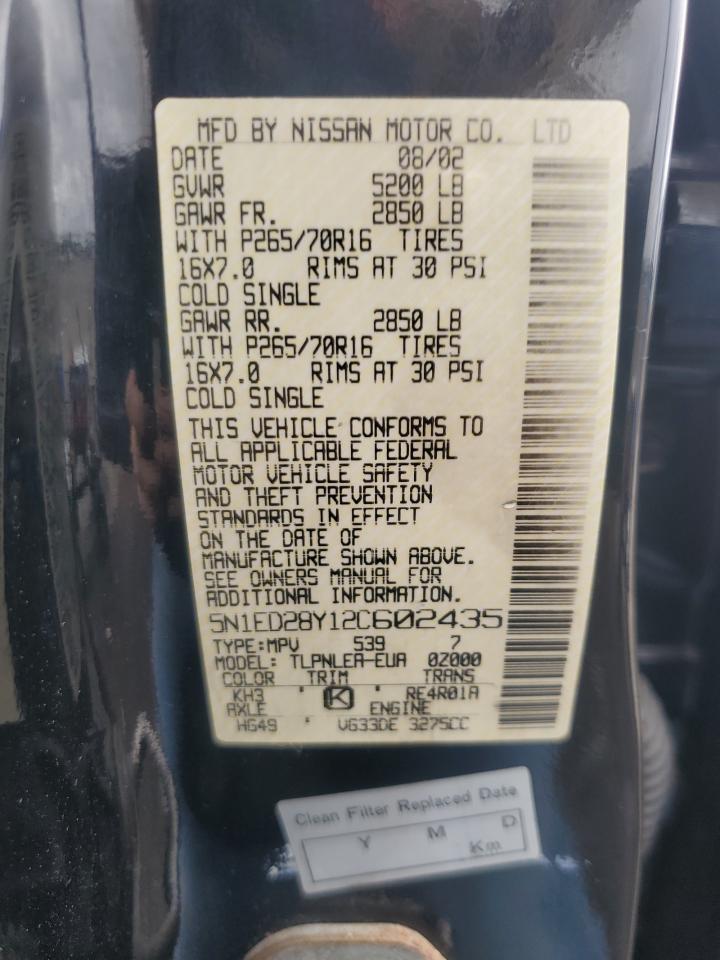 MFD BY NISSAN MOTOR CO. LTD
DATE 08/02
GVWR 5200 LB
GAWR FR. 2850 LB
WITH P265/70R16 TIRES
16X7.0 RIMS AT 30 PSI
COLD SINGLE
GAWR RR. 2850 LB
WITH P265/70R16 TIRES
16X7.0 RIMS AT 30 PSI
COLD SINGLE
THIS VEHICLE CONFORMS TO
ALL APPLICABLE FEDERAL
MOTOR VEHICLE SAFETY
AND THEFT PREVENTION
STANDARDS IN EFFECT
ON THE DATE OF
MANUFACTURE SHOWN ABOVE.
SEE OWNERS MANUAL FOR
ADDITIONAL INFORMATION.
5N1ED28Y12C602435
TYPE:MPV 539 7
MODEL: TLPNLEA-EUA 0Z000
COLOR TRIM TRANS
KH3 K RE4R01A
AXLE ENGINE
HG49 VG33DE 3275CC
Clean Filter Replaced Date
Y M D
Km